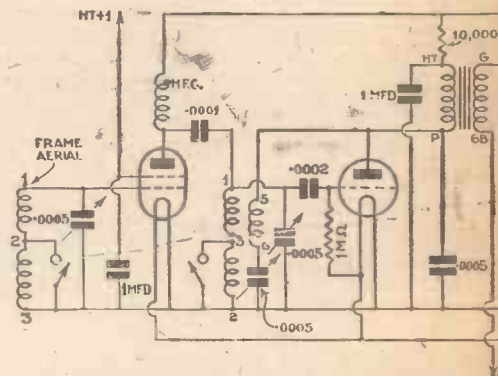 HT+1
10,000
HT
G
H.F.C.
.0001
1 MFD
P
GB
FRAME
AERIAL
1
.0005
2
3
1MFD
1
5
3
6
2
.0002
1MΩ
.0005
.0005
.0005